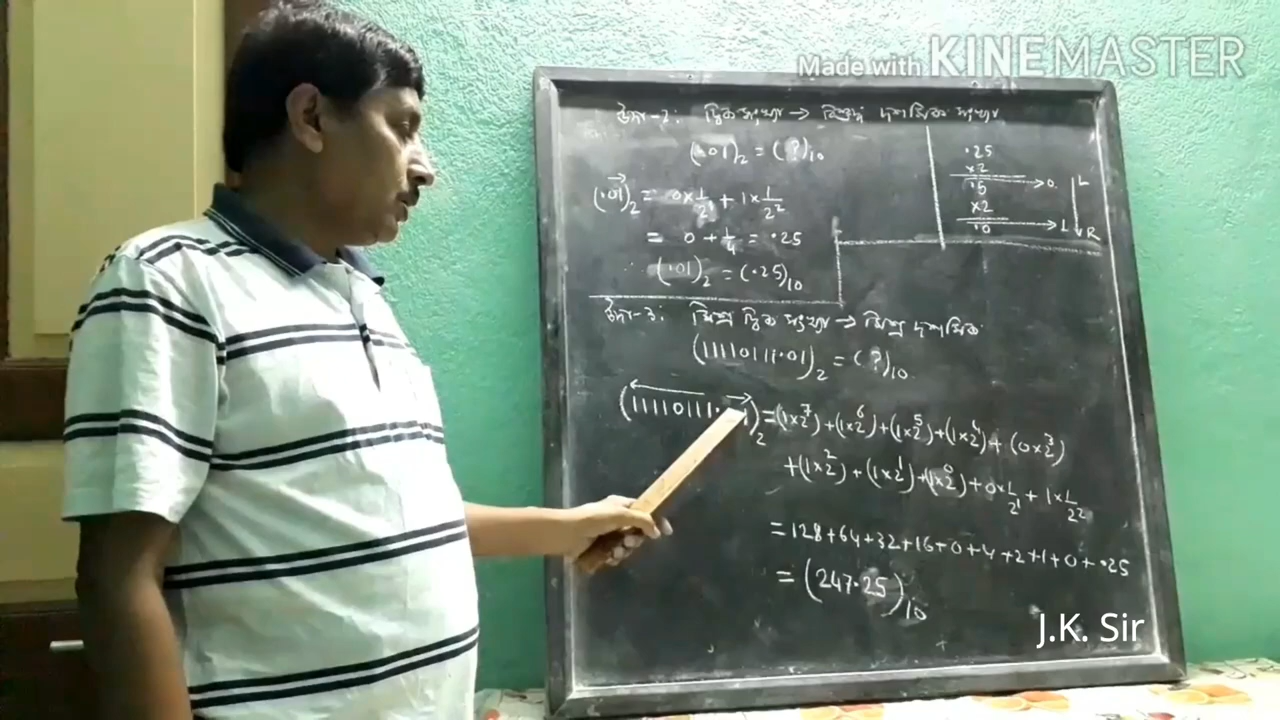 Made with KINEMASTER
উদা-2: দ্বিক সংখ্যা → বিশুদ্ধ দশমিক সংখ্যা
(.01)₂ = (?)₁₀
(.01)₂ = 0×1/2¹ + 1×1/2²
= 0 + 1/4 = .25
∴ (.01)₂ = (.25)₁₀
.25
×2
.5 → 0
×2
.0 → 1
L
R
উদা-3: মিশ্র দ্বিক সংখ্যা → মিশ্র দশমিক
(11110111.01)₂ = (?)₁₀
(11110111. 1)₂ = (1×2⁷) + (1×2⁶) + (1×2⁵) + (1×2⁴) + (0×2³)
+ (1×2²) + (1×2¹) + (1×2⁰) + 0×1/2¹ + 1×1/2²
= 128+64+32+16+0+4+2+1+0+.25
= (247.25)₁₀
J.K. Sir